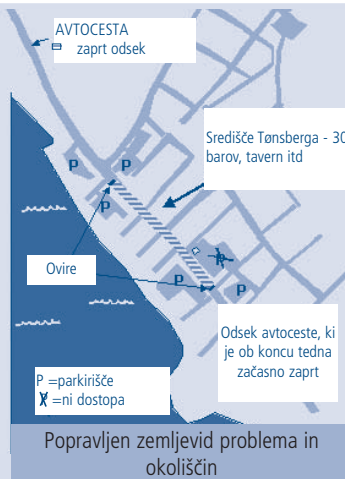 AVTOCESTA
zaprt odsek
Središče Tønsberga - 30
barov, tavern itd
P
P
P
Ovire
P
P
P
Odsek avtoceste, ki
je ob koncu tedna
začasno zaprt
P =parkirišče
=ni dostopa
Popravljen zemljevid problema in
okoliščin